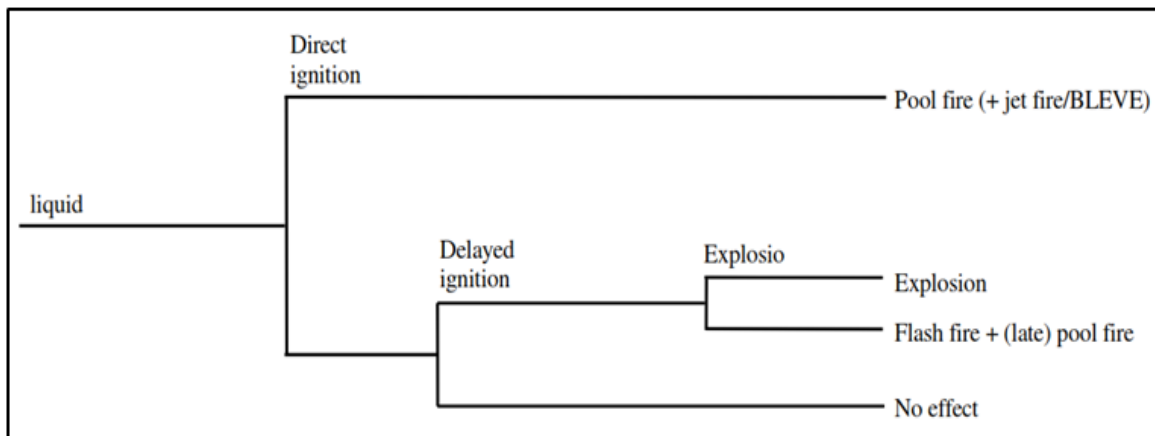 Direct
ignition
Pool fire (+ jet fire/BLEVE)
liquid
Delayed
ignition
Explosio
Explosion
Flash fire + (late) pool fire
No effect